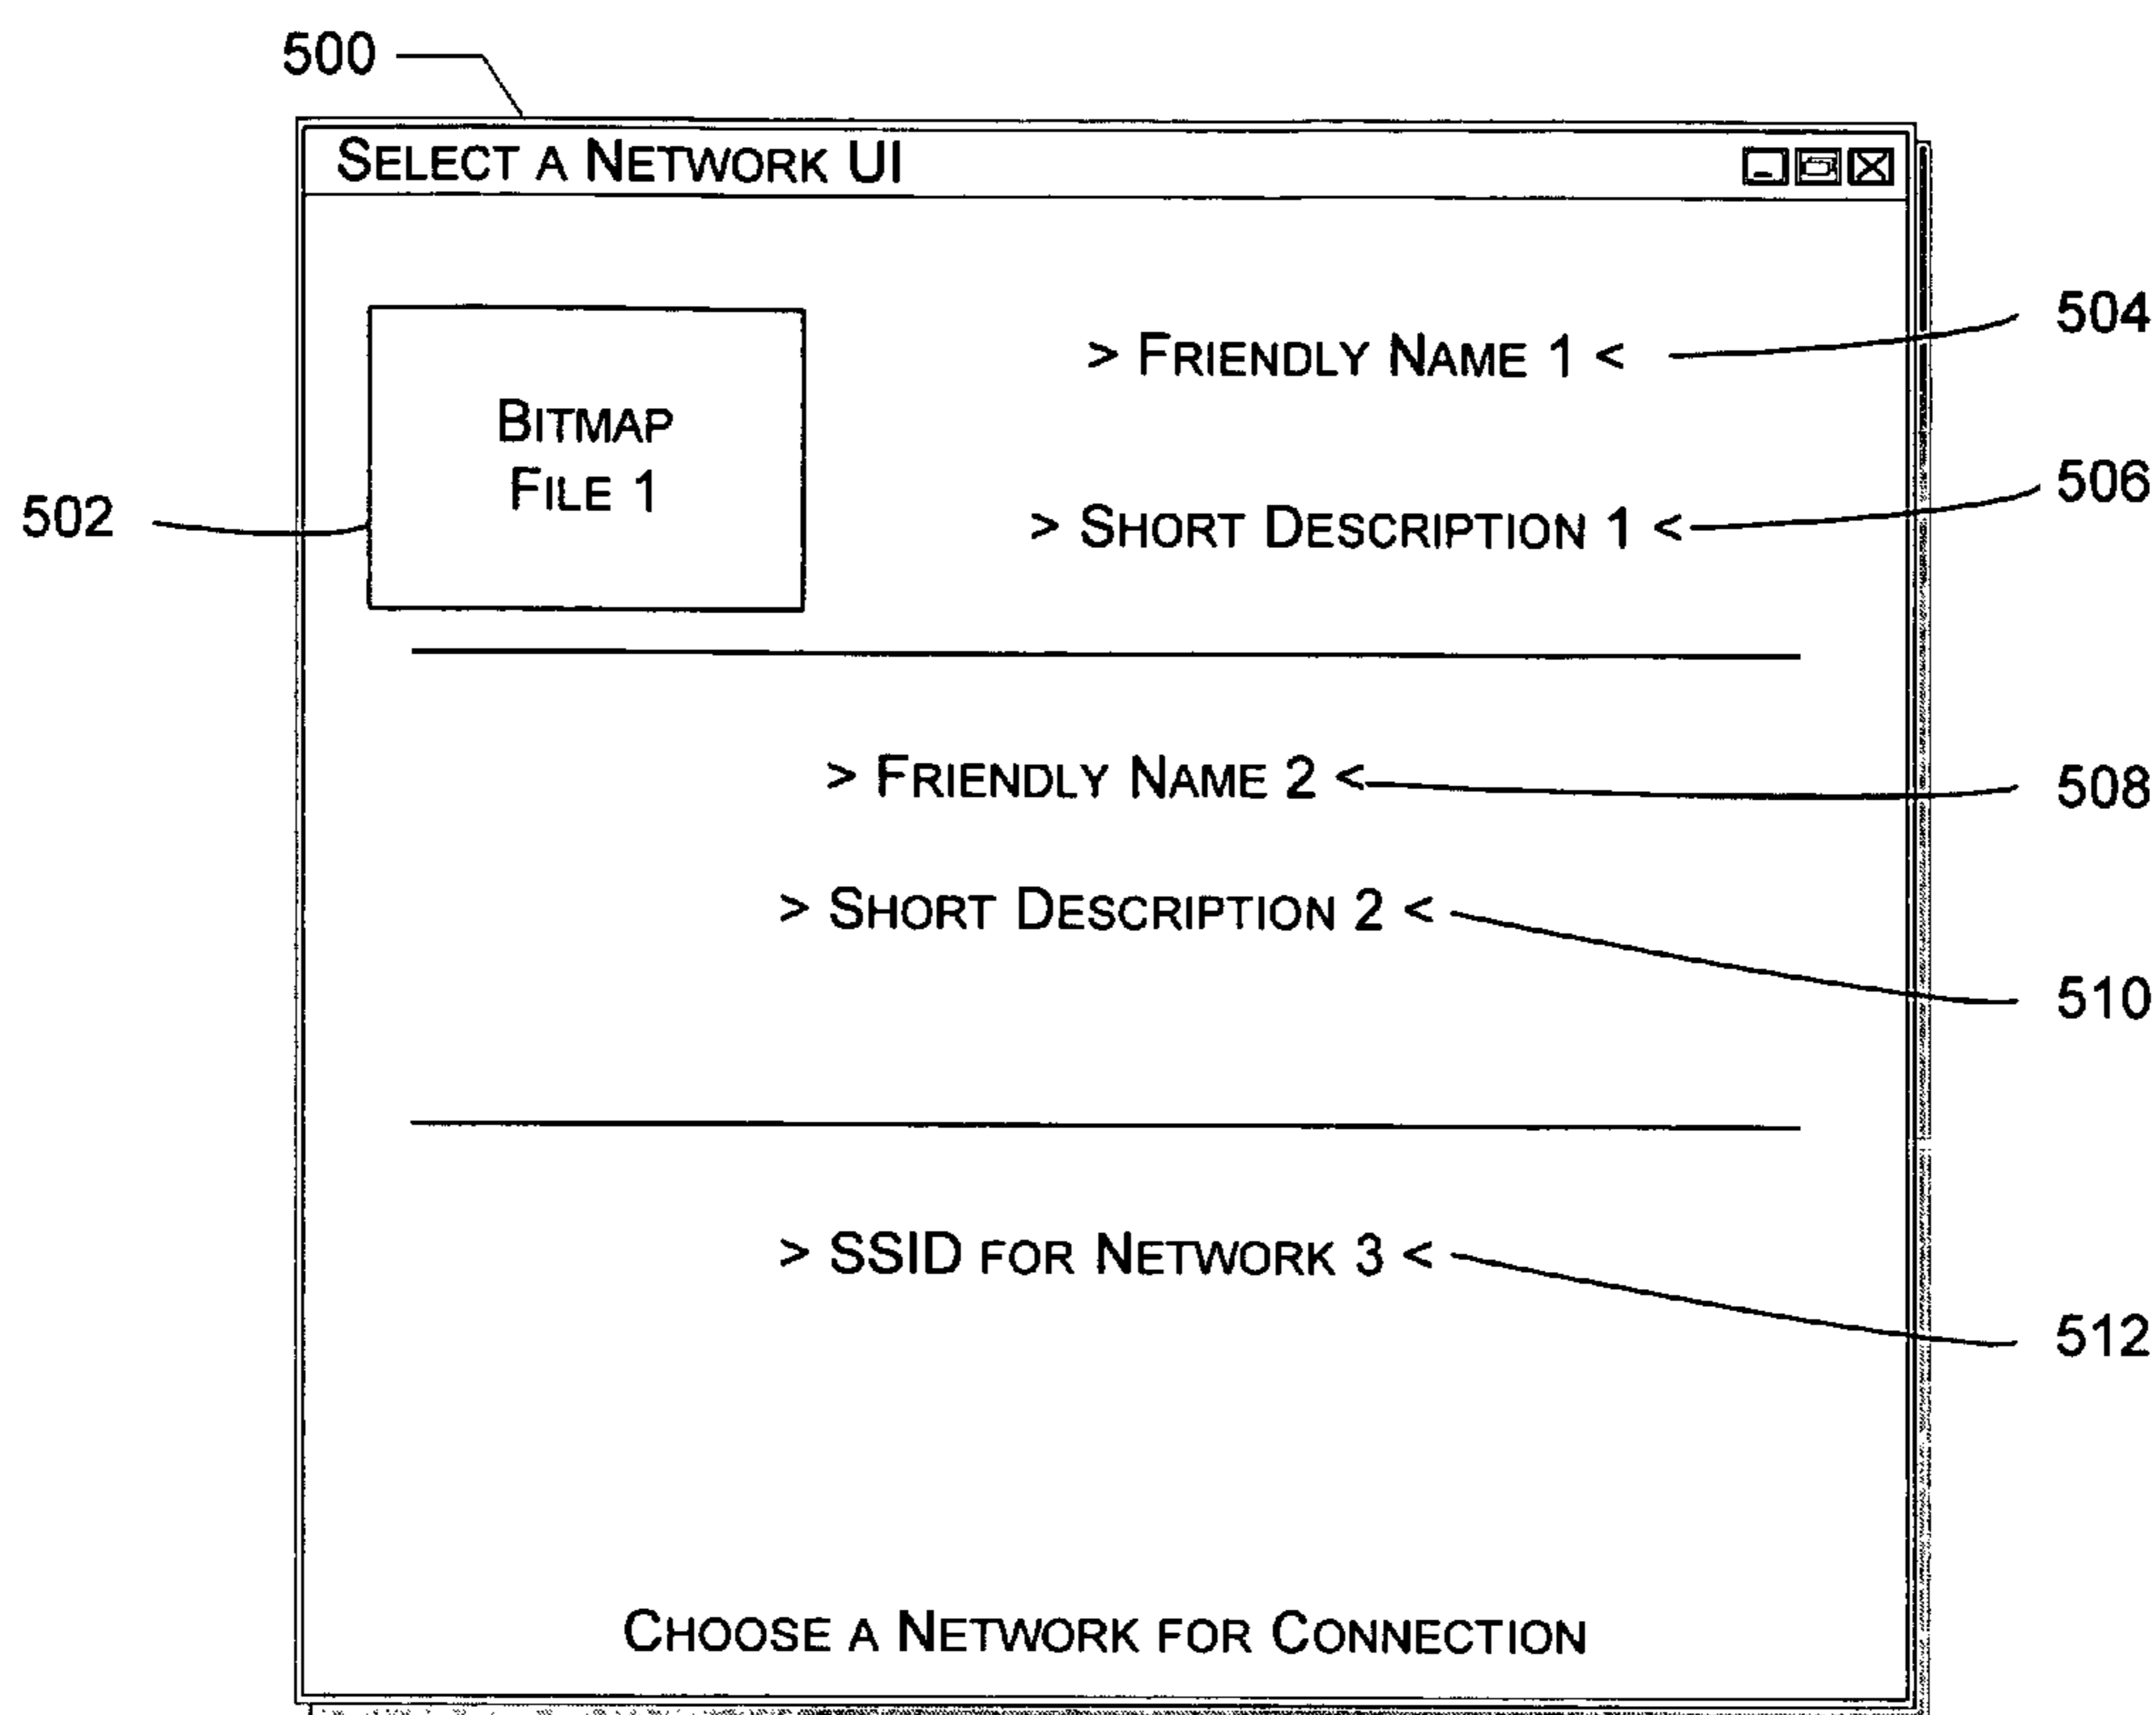 500
SELECT A NETWORK UI
504
> FRIENDLY NAME 1 <
BITMAP
FILE 1
506
502
> SHORT DESCRIPTION 1 <
> FRIENDLY NAME 2 <
508
> SHORT DESCRIPTION 2 <
510
> SSID FOR NETWORK 3 <
512
CHOOSE A NETWORK FOR CONNECTION